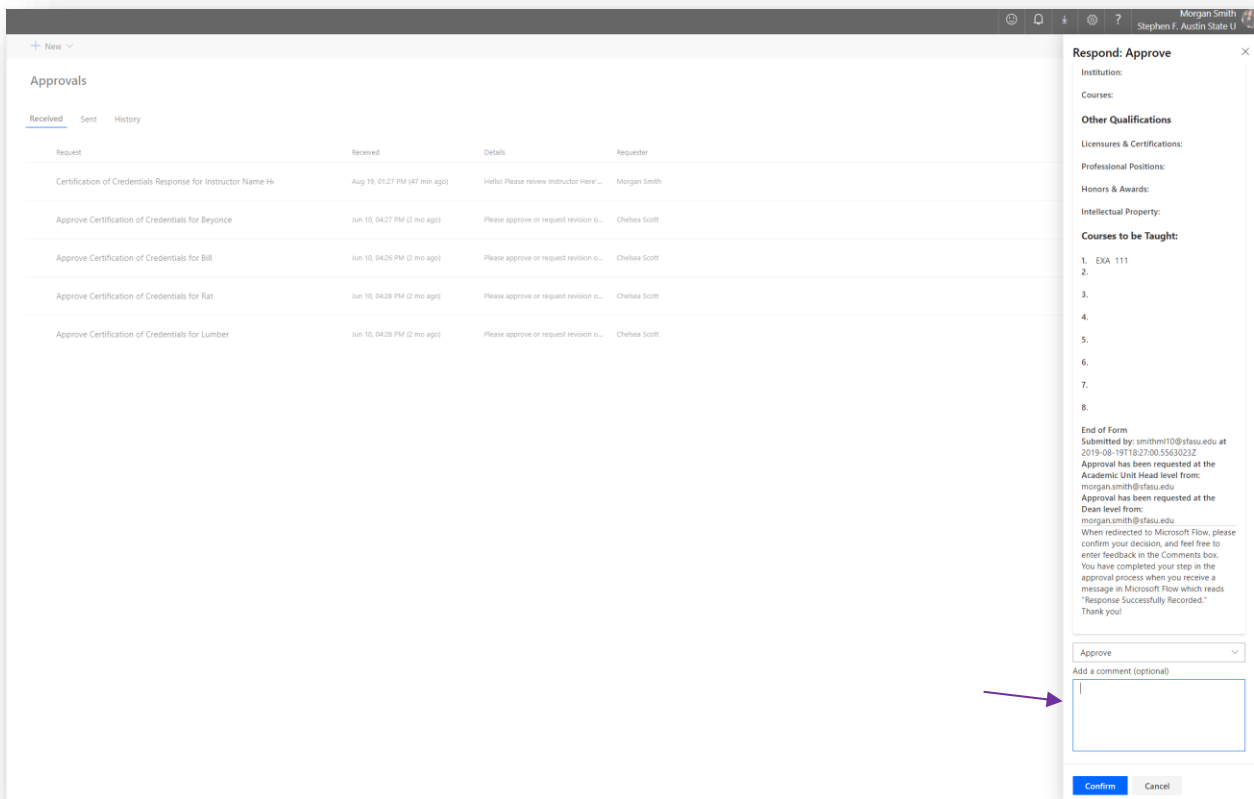 Morgan Smith
Stephen F. Austin State U
?
+ New
Approvals
Received Sent History
Request Received Details Requester
Certification of Credentials Response for Instructor Name H Aug 19, 01:27 PM (47 min ago) Hello! Please reivew Instructor Here'... Morgan Smith
Approve Certification of Credentials for Beyonce Jun 10, 04:27 PM (2 mo ago) Please approve or request revision o... Chelsea Scott
Approve Certification of Credentials for Bill Jun 10, 04:26 PM (2 mo ago) Please approve or request revision o... Chelsea Scott
Approve Certification of Credentials for Rat Jun 10, 04:26 PM (2 mo ago) Please approve or request revision o... Chelsea Scott
Approve Certification of Credentials for Lumber Jun 10, 04:26 PM (2 mo ago) Please approve or request revision o... Chelsea Scott
Respond: Approve
Institution:
Courses:
Other Qualifications
Licensures & Certifications:
Professional Positions:
Honors & Awards:
Intellectual Property:
Courses to be Taught:
1. EXA 111
2.
3.
4.
5.
6.
7.
8.
End of Form
Submitted by: smithml10@sfasu.edu at
2019-08-19T18:27:00.5563023Z
Approval has been requested at the
Academic Unit Head level from:
morgan.smith@sfasu.edu
Approval has been requested at the
Dean level from:
morgan.smith@sfasu.edu
When redirected to Microsoft Flow, please
confirm your decision, and feel free to
enter feedback in the Comments box.
You have completed your step in the
approval process when you receive a
message in Microsoft Flow which reads
"Response Successfully Recorded."
Thank you!
Approve
Add a comment (optional)
Confirm Cancel